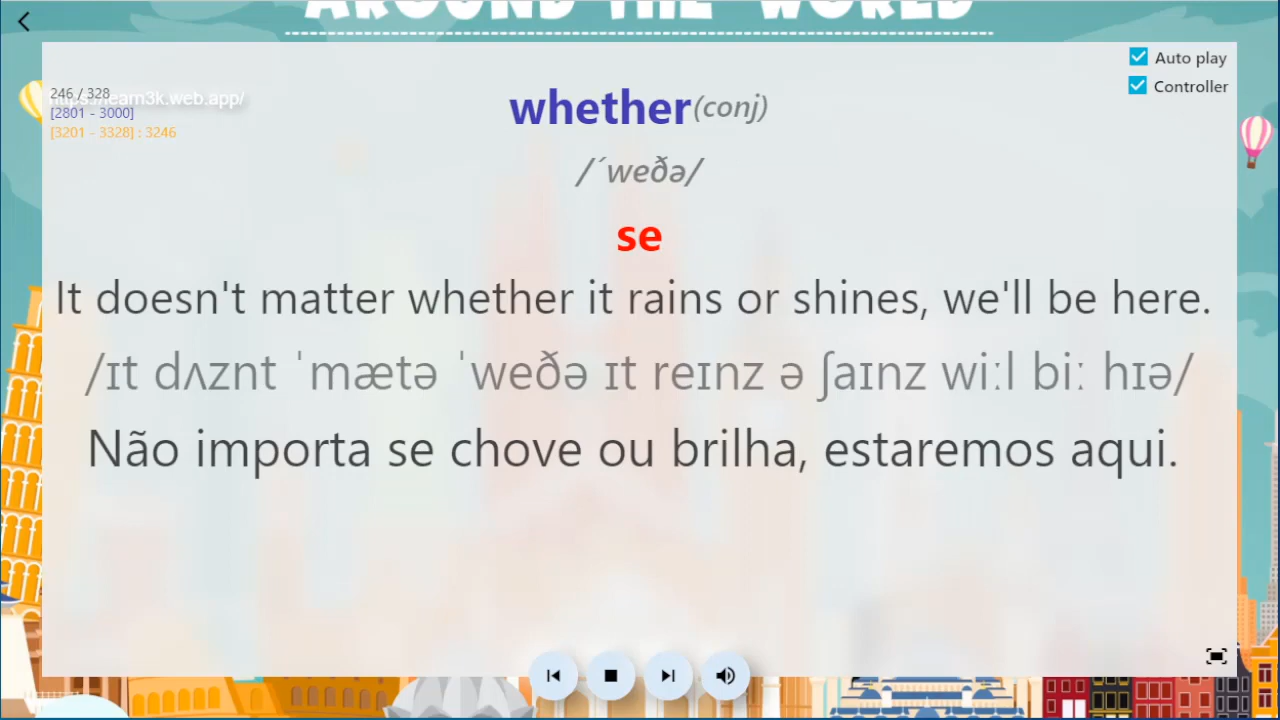 AROUND THE WORLD
Auto play
Controller
246 / 328
https://learn3k.web.app/
[2801 - 3000]
[3201 - 3328] : 3246
whether(conj)
/´weðə/
se
It doesn't matter whether it rains or shines, we'll be here.
/ɪt dʌznt ˈmætə ˈweðə ɪt reɪnz ə ʃaɪnz wiːl biː hɪə/
Não importa se chove ou brilha, estaremos aqui.